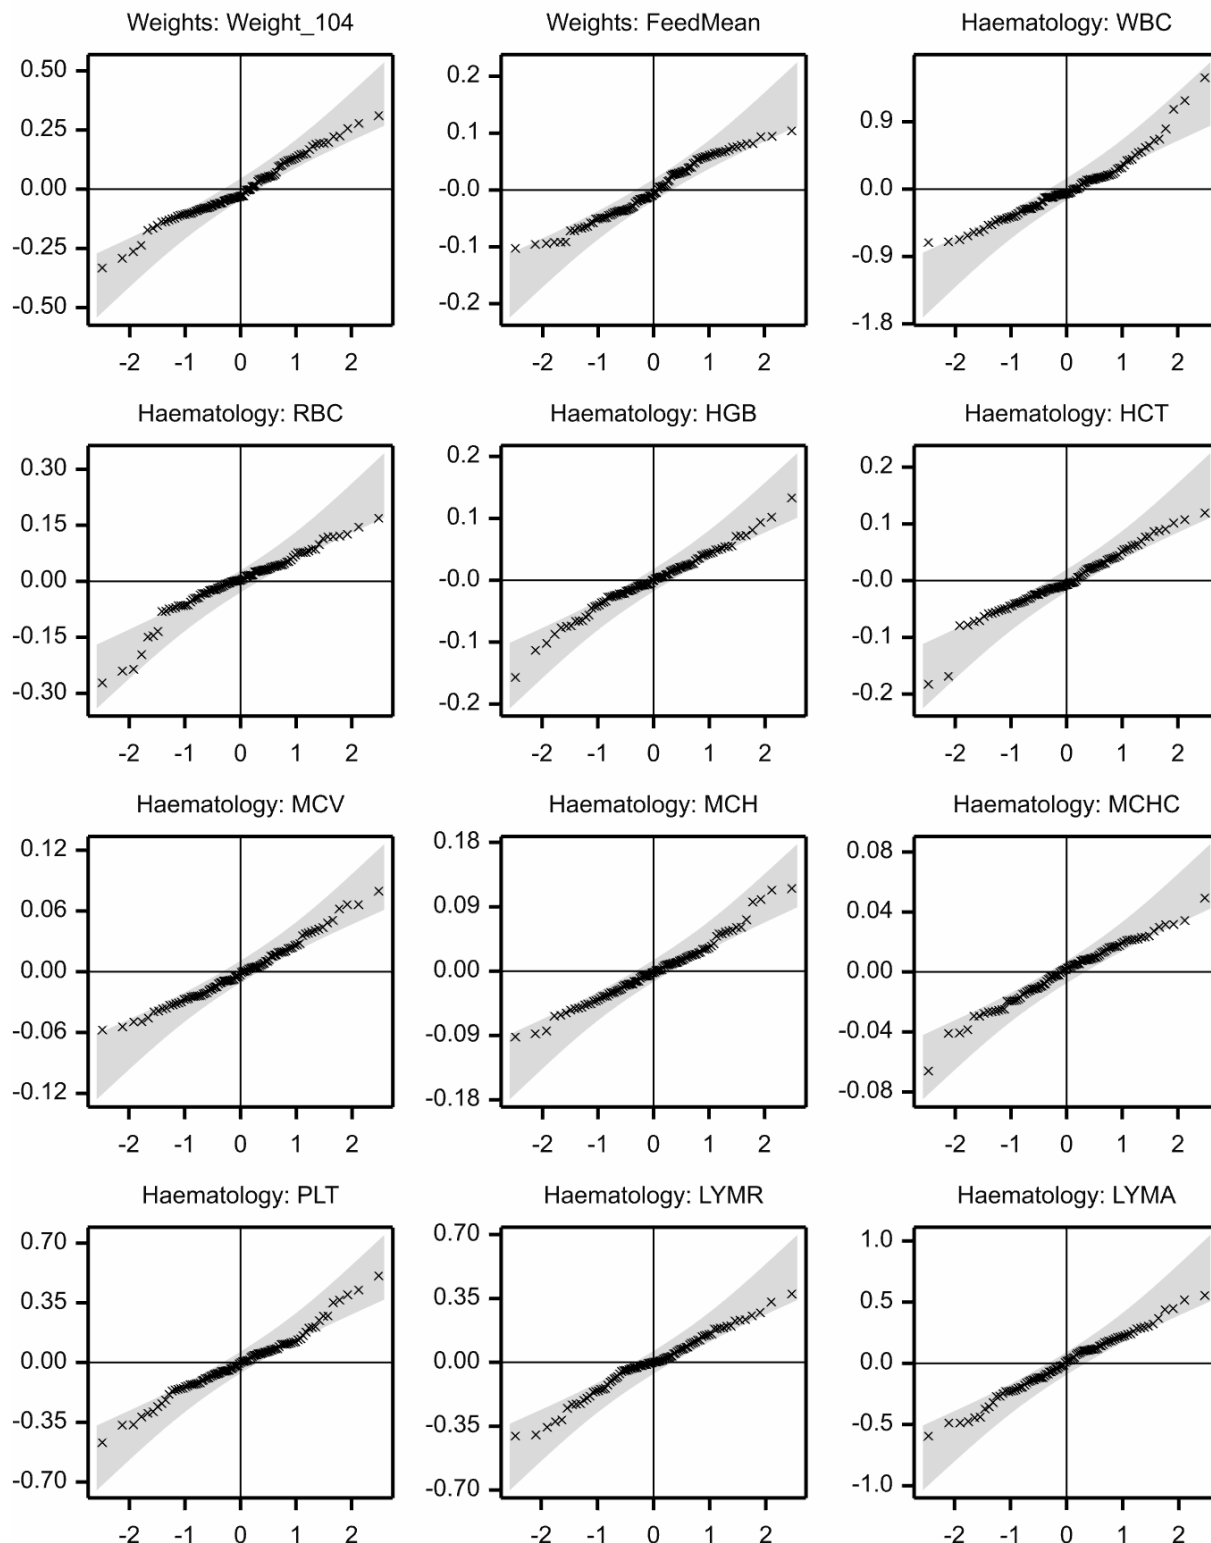 Weights: Weight_104 Weights: FeedMean Haematology: WBC
0.50 0.2
0.25 0.1 0.9
0.00 -0.0 0.0
-0.25 -0.1 -0.9
-0.50 -0.2 -1.8
-2 -1 0 1 2 -2 -1 0 1 2 -2 -1 0 1 2
Haematology: RBC Haematology: HGB Haematology: HCT
0.30 0.2 0.2
0.15 0.1 0.1
0.00 -0.0 -0.0
-0.15 -0.1 -0.1
-0.30 -0.2 -0.2
-2 -1 0 1 2 -2 -1 0 1 2 -2 -1 0 1 2
Haematology: MCV Haematology: MCH Haematology: MCHC
0.12 0.18 0.08
0.06 0.09 0.04
0.00 0.00 0.00
-0.06 -0.09 -0.04
-0.12 -0.18 -0.08
-2 -1 0 1 2 -2 -1 0 1 2 -2 -1 0 1 2
Haematology: PLT Haematology: LYMR Haematology: LYMA
0.70 0.70 1.0
0.35 0.35 0.5
0.00 0.00 0.0
-0.35 -0.35 -0.5
-0.70 -0.70 -1.0
-2 -1 0 1 2 -2 -1 0 1 2 -2 -1 0 1 2